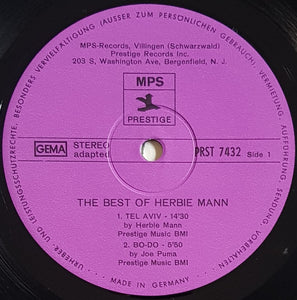 BESONDERS VERVIELFÄLTIGUNG (AUSSER ZUM PERSÖNLICHEN GEBRAUCH), VERMIETUNG,
MPS-Records, Villingen (Schwarzwald)
Prestige Records Inc.
203 S, Washington Ave, Bergenfield, N. J.
MPS
PRESTIGE
GEMA
STEREO
adapted
PRST 7432
Side 1
THE BEST OF HERBIE MANN
1. TEL AVIV - 14'30
by Herbie Mann
Prestige Music BMI
2. BO-DO - 5'50
by Joe Puma
Prestige Music BMI
MADE IN GERMANY
URHEBER- UND LEISTUNGSSCHUTZRECHTE,
SENDUNG VORBEHALTEN